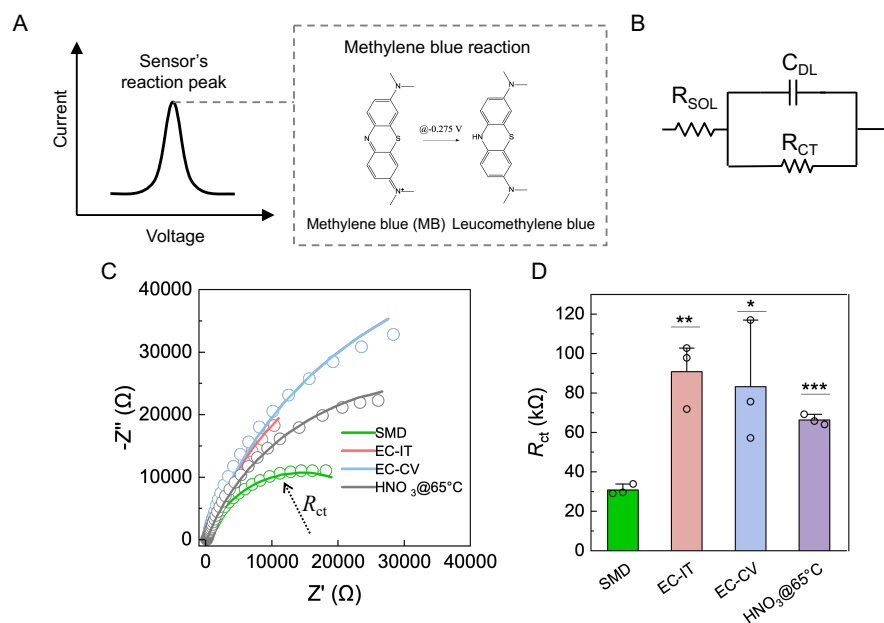 A
Sensor's
reaction peak
Current
Voltage
Methylene blue reaction
N
N
S
N⁺
@-0.275 V
N
HN
S
N
Methylene blue (MB) Leucomethylene blue
B
C_DL
R_SOL
R_CT
C
-Z" (Ω)
40000
30000
20000
10000
0
0 10000 20000 30000 40000
Z' (Ω)
SMD
EC-IT
EC-CV
HNO₃@65°C
R_ct
D
R_ct (kΩ)
120
100
80
60
40
20
0
** * ***
SMD
EC-IT
EC-CV
HNO₃@65°C